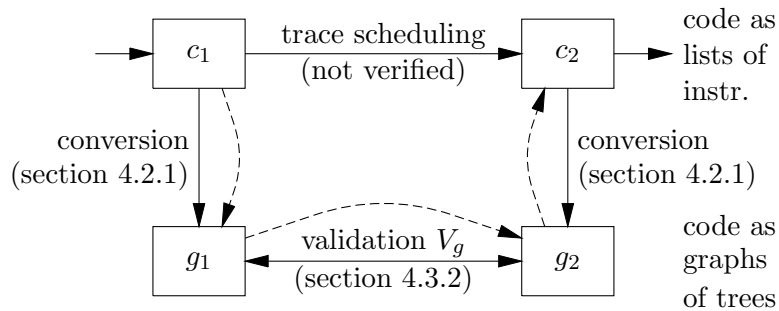 c1
trace scheduling
(not verified)
c2
code as
lists of
instr.
conversion
(section 4.2.1)
conversion
(section 4.2.1)
g1
validation Vg
(section 4.3.2)
g2
code as
graphs
of trees